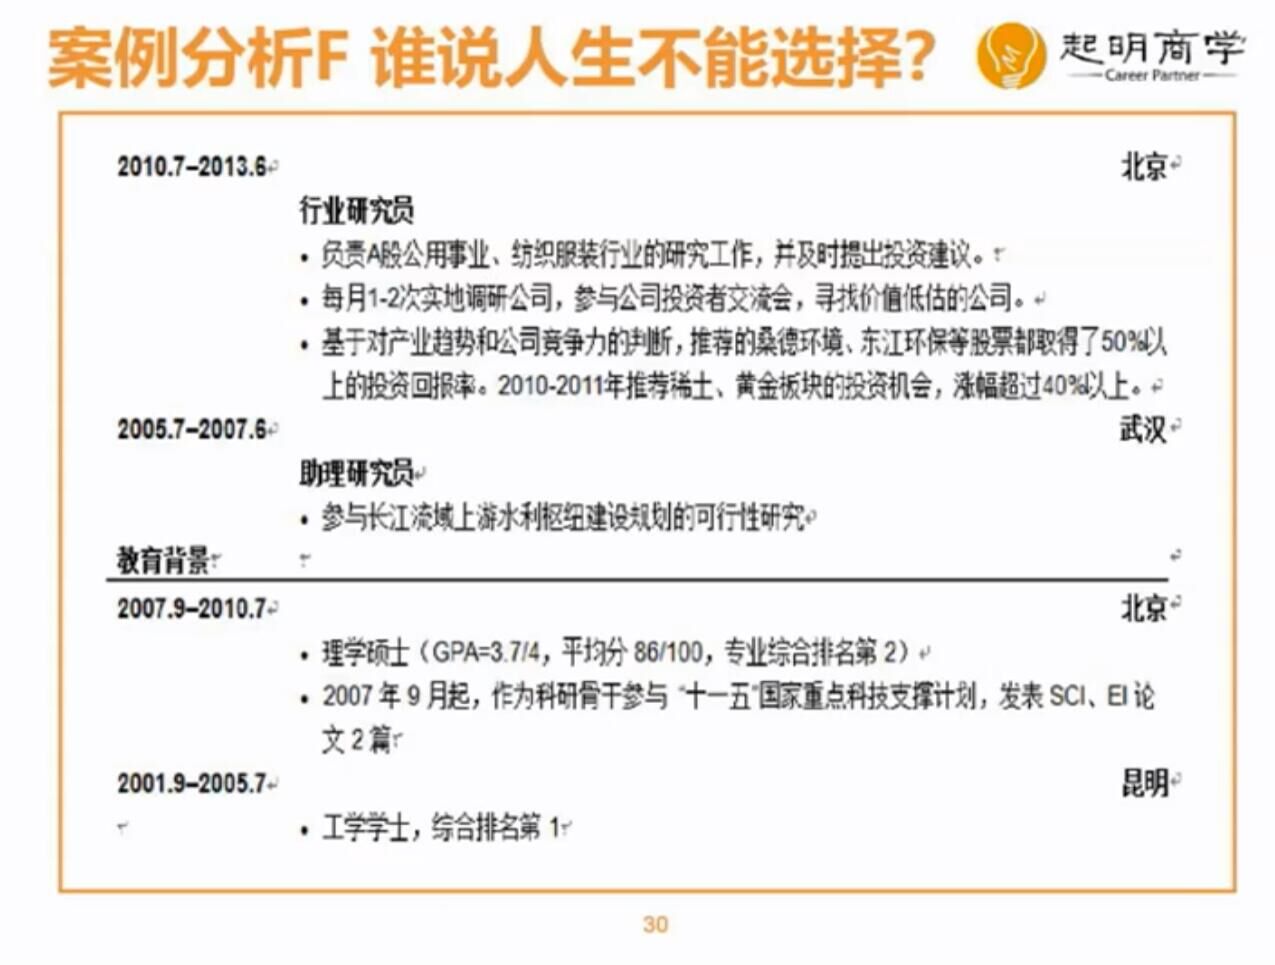 案例分析F 谁说人生不能选择？
起明商学
Career Partner
2010.7–2013.6 北京
行业研究员
• 负责A股公用事业、纺织服装行业的研究工作，并及时提出投资建议。
• 每月1-2次实地调研公司，参与公司投资者交流会，寻找价值低估的公司。
• 基于对产业趋势和公司竞争力的判断，推荐的桑德环境、东江环保等股票都取得了50%以
上的投资回报率。2010-2011年推荐稀土、黄金板块的投资机会，涨幅超过40%以上。
2005.7–2007.6 武汉
助理研究员
• 参与长江流域上游水利枢纽建设规划的可行性研究
教育背景
2007.9–2010.7 北京
• 理学硕士（GPA=3.7/4，平均分 86/100，专业综合排名第 2）
• 2007 年 9 月起，作为科研骨干参与 “十一五”国家重点科技支撑计划，发表 SCI、EI 论
文 2 篇
2001.9–2005.7 昆明
• 工学学士，综合排名第 1
30